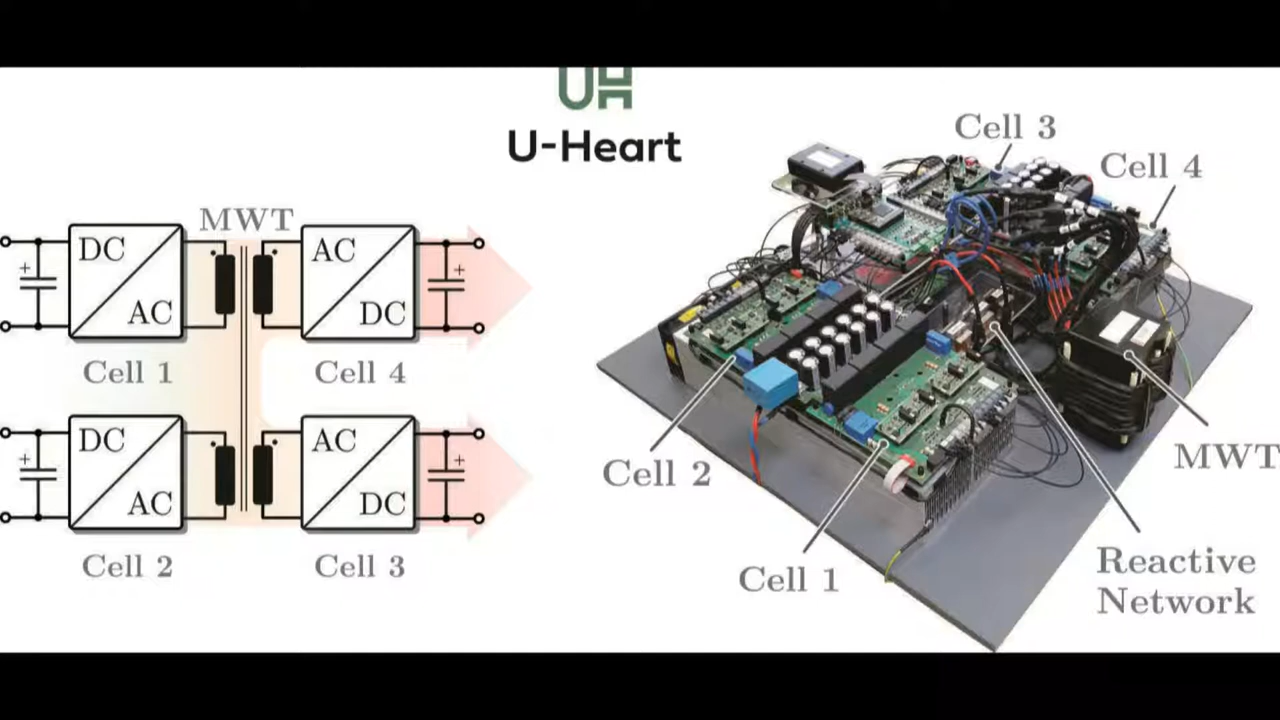 UH
U-Heart
MWT
DC
AC
Cell 1
AC
DC
Cell 4
DC
AC
Cell 2
AC
DC
Cell 3
Cell 3
Cell 4
Cell 2
Cell 1
MWT
Reactive
Network